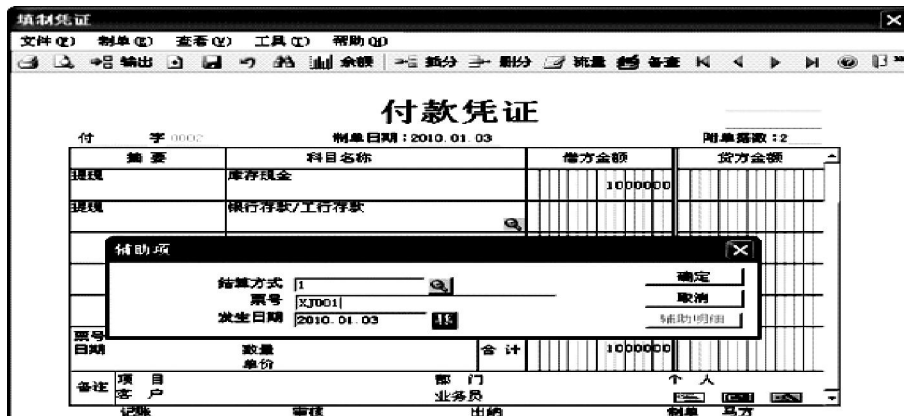 填制凭证
文件(F) 制单(E) 查看(V) 工具(T) 帮助(H)
输出 余额 插分 删分 流量 备查
付款凭证
付 字 0002 制单日期:2010.01.03 附单据数:2
摘要 科目名称 借方金额 贷方金额
提现 库存现金 1000000
提现 银行存款/工行存款
辅助项
结算方式 1 确定
票号 XJ001 取消
发生日期 2010.01.03 辅助明细
票号
日期 数量 合计 1000000
单价
备注 项目 部门 个人
客户 业务员
记账 审核 出纳 制单 马方